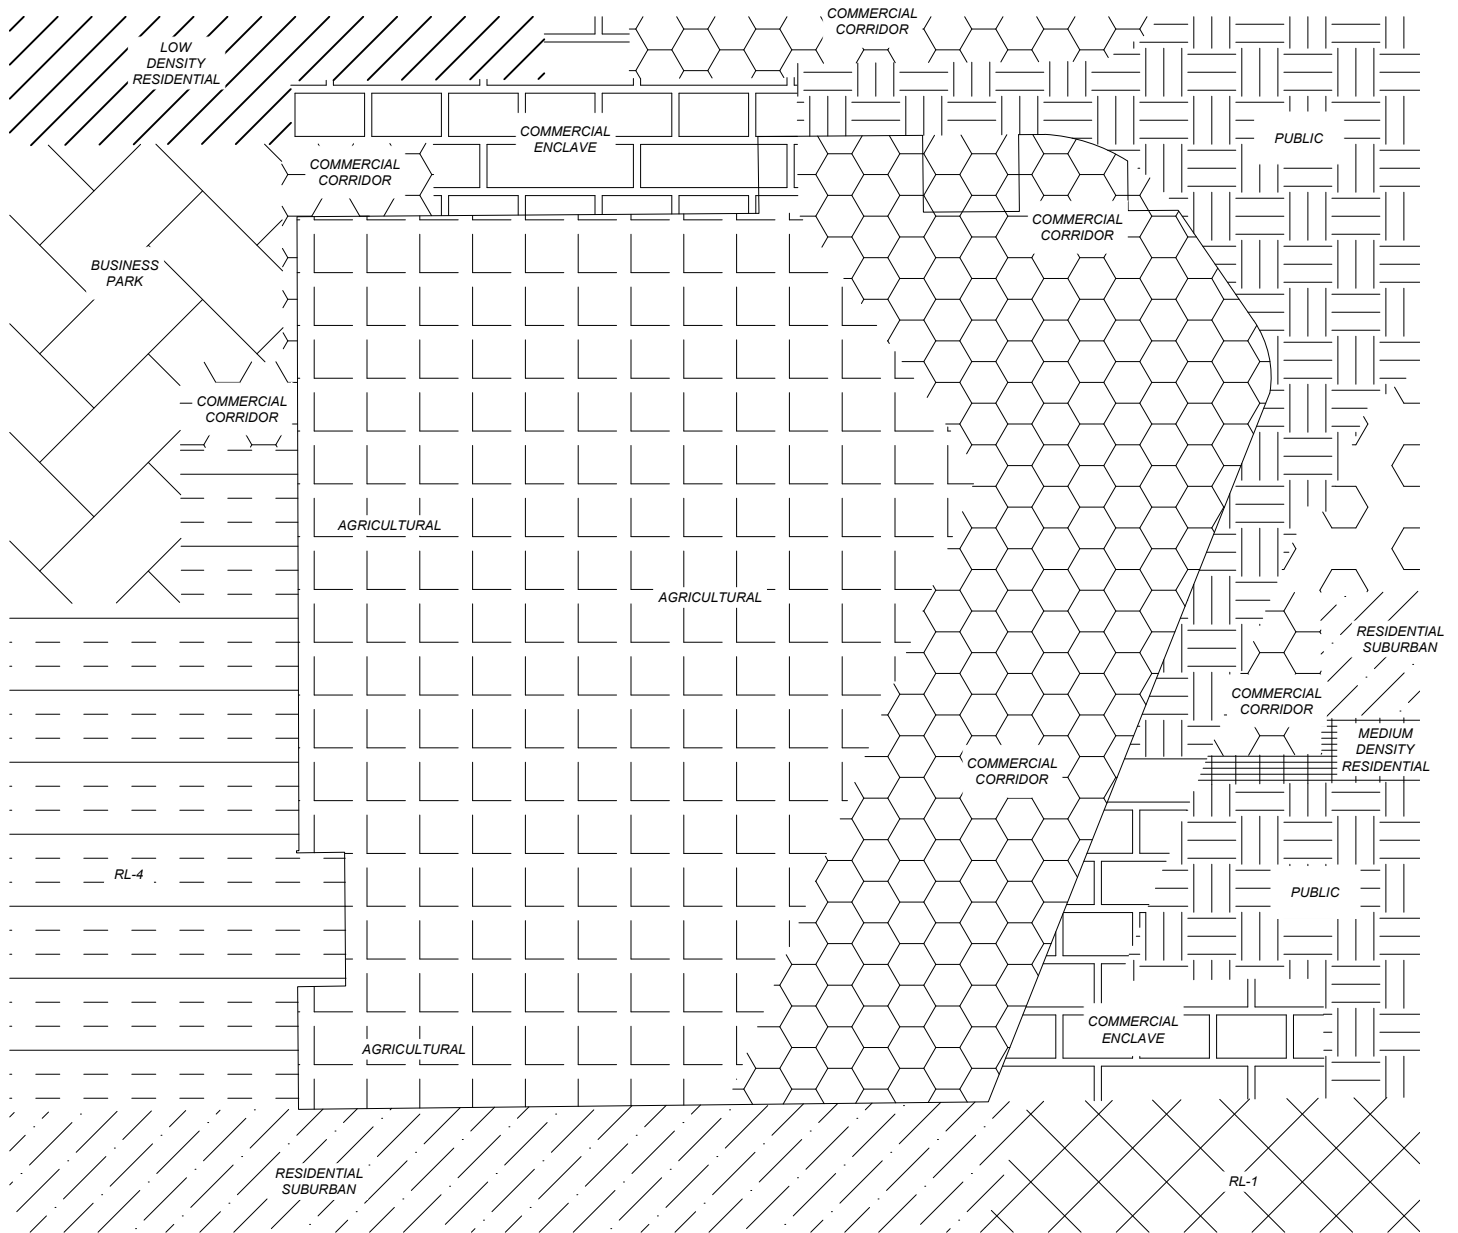 COMMERCIAL
CORRIDOR
LOW
DENSITY
RESIDENTIAL
COMMERCIAL
ENCLAVE
PUBLIC
COMMERCIAL
CORRIDOR
COMMERCIAL
CORRIDOR
BUSINESS
PARK
COMMERCIAL
CORRIDOR
AGRICULTURAL
AGRICULTURAL
RESIDENTIAL
SUBURBAN
COMMERCIAL
CORRIDOR
MEDIUM
DENSITY
RESIDENTIAL
COMMERCIAL
CORRIDOR
RL-4
PUBLIC
COMMERCIAL
ENCLAVE
AGRICULTURAL
RESIDENTIAL
SUBURBAN
RL-1